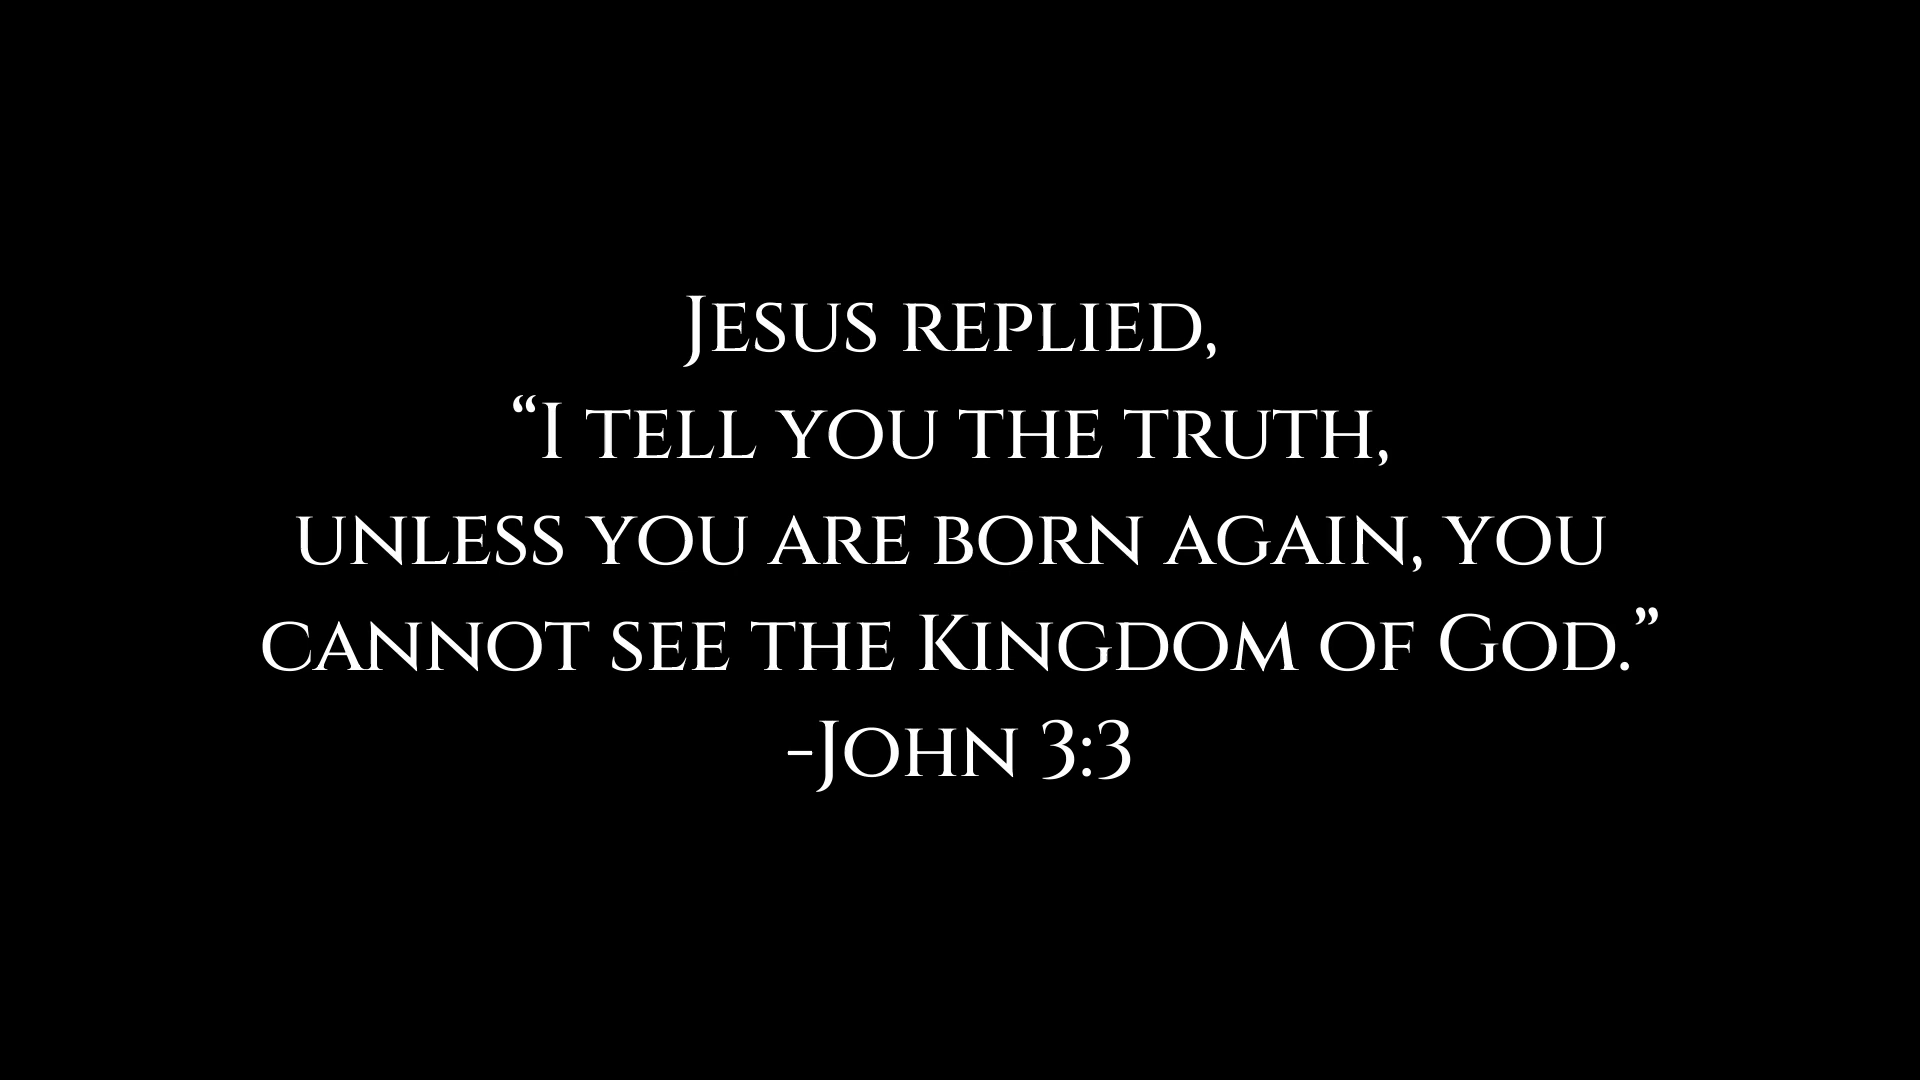 Jesus replied,
“I tell you the truth,
unless you are born again, you
cannot see the Kingdom of God.”
-John 3:3